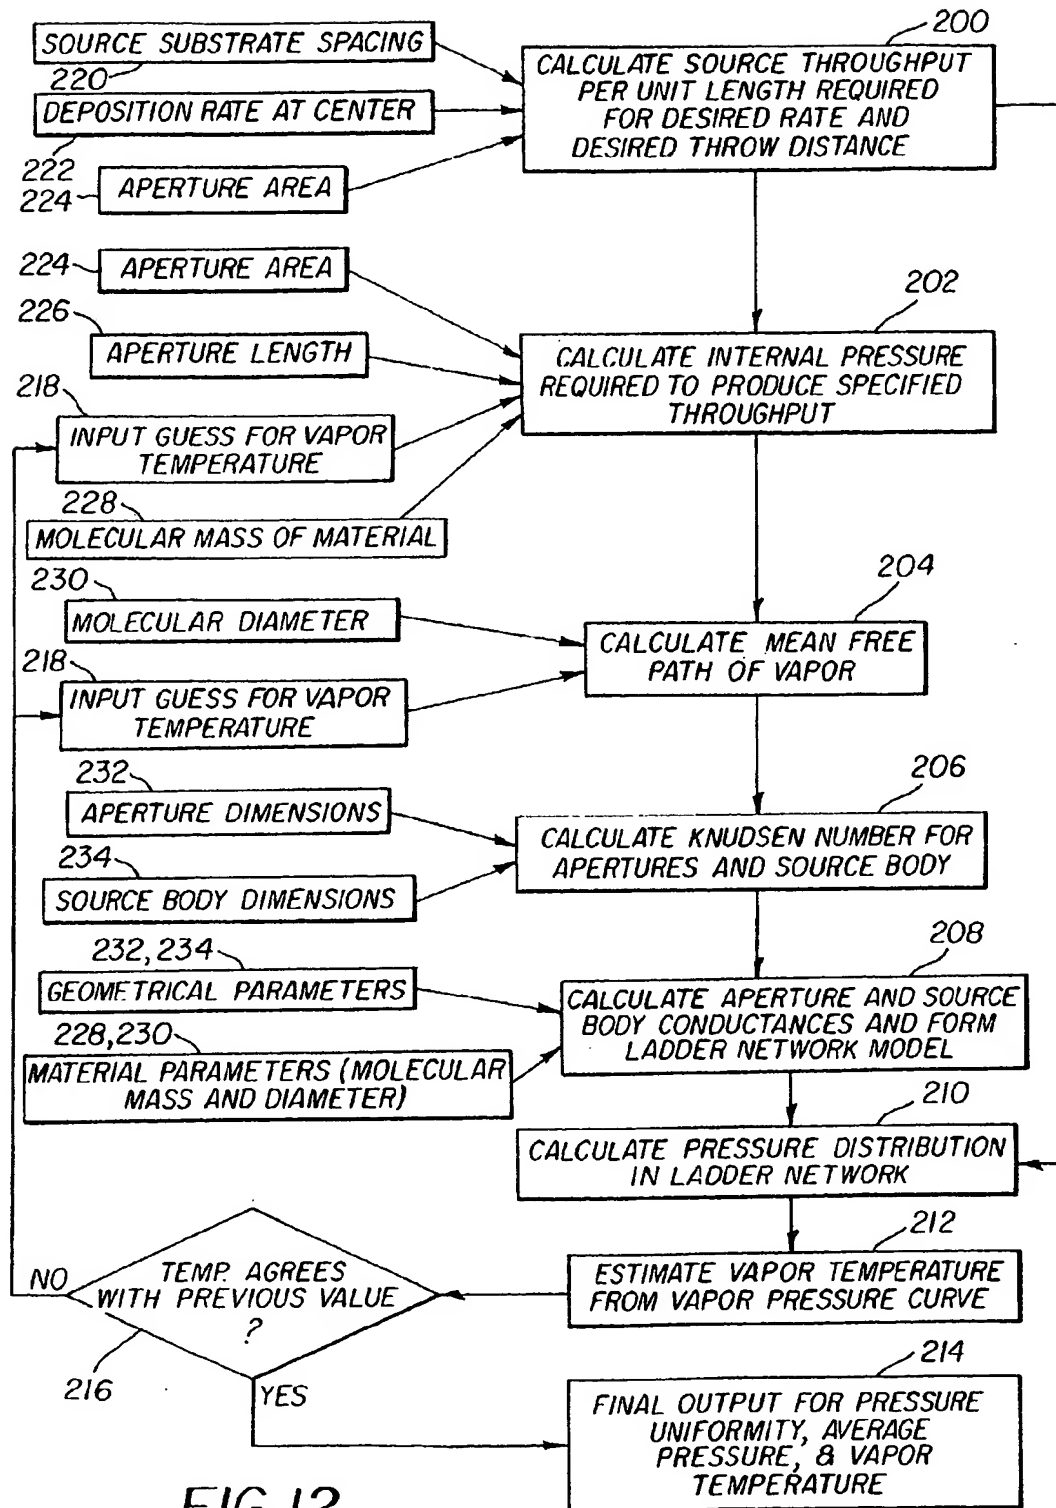 200
SOURCE SUBSTRATE SPACING
220
CALCULATE SOURCE THROUGHPUT
PER UNIT LENGTH REQUIRED
FOR DESIRED RATE AND
DESIRED THROW DISTANCE
DEPOSITION RATE AT CENTER
222
224
APERTURE AREA
224
APERTURE AREA
202
226
APERTURE LENGTH
CALCULATE INTERNAL PRESSURE
REQUIRED TO PRODUCE SPECIFIED
THROUGHPUT
218
INPUT GUESS FOR VAPOR
TEMPERATURE
228
MOLECULAR MASS OF MATERIAL
230
MOLECULAR DIAMETER
204
CALCULATE MEAN FREE
PATH OF VAPOR
218
INPUT GUESS FOR VAPOR
TEMPERATURE
232
APERTURE DIMENSIONS
206
CALCULATE KNUDSEN NUMBER FOR
APERTURES AND SOURCE BODY
234
SOURCE BODY DIMENSIONS
232, 234
GEOMETRICAL PARAMETERS
208
CALCULATE APERTURE AND SOURCE
BODY CONDUCTANCES AND FORM
LADDER NETWORK MODEL
228, 230
MATERIAL PARAMETERS (MOLECULAR
MASS AND DIAMETER)
210
CALCULATE PRESSURE DISTRIBUTION
IN LADDER NETWORK
212
ESTIMATE VAPOR TEMPERATURE
FROM VAPOR PRESSURE CURVE
NO
TEMP. AGREES
WITH PREVIOUS VALUE
?
216
YES
214
FINAL OUTPUT FOR PRESSURE
UNIFORMITY, AVERAGE
PRESSURE, & VAPOR
TEMPERATURE